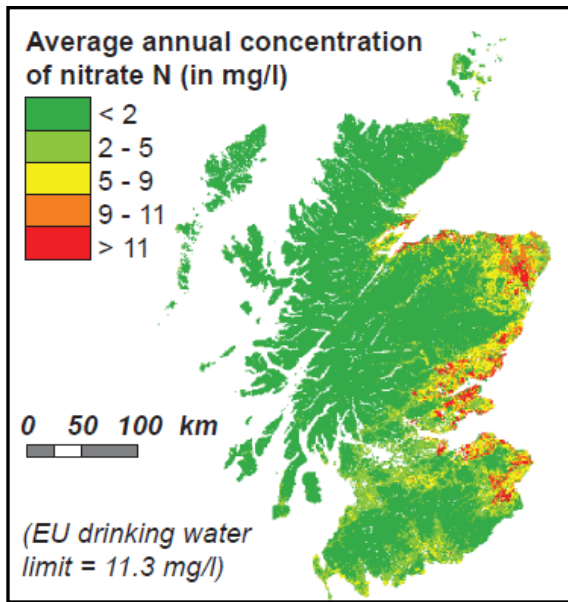 Average annual concentration
of nitrate N (in mg/l)
< 2
2 - 5
5 - 9
9 - 11
> 11
0 50 100 km
(EU drinking water
limit = 11.3 mg/l)